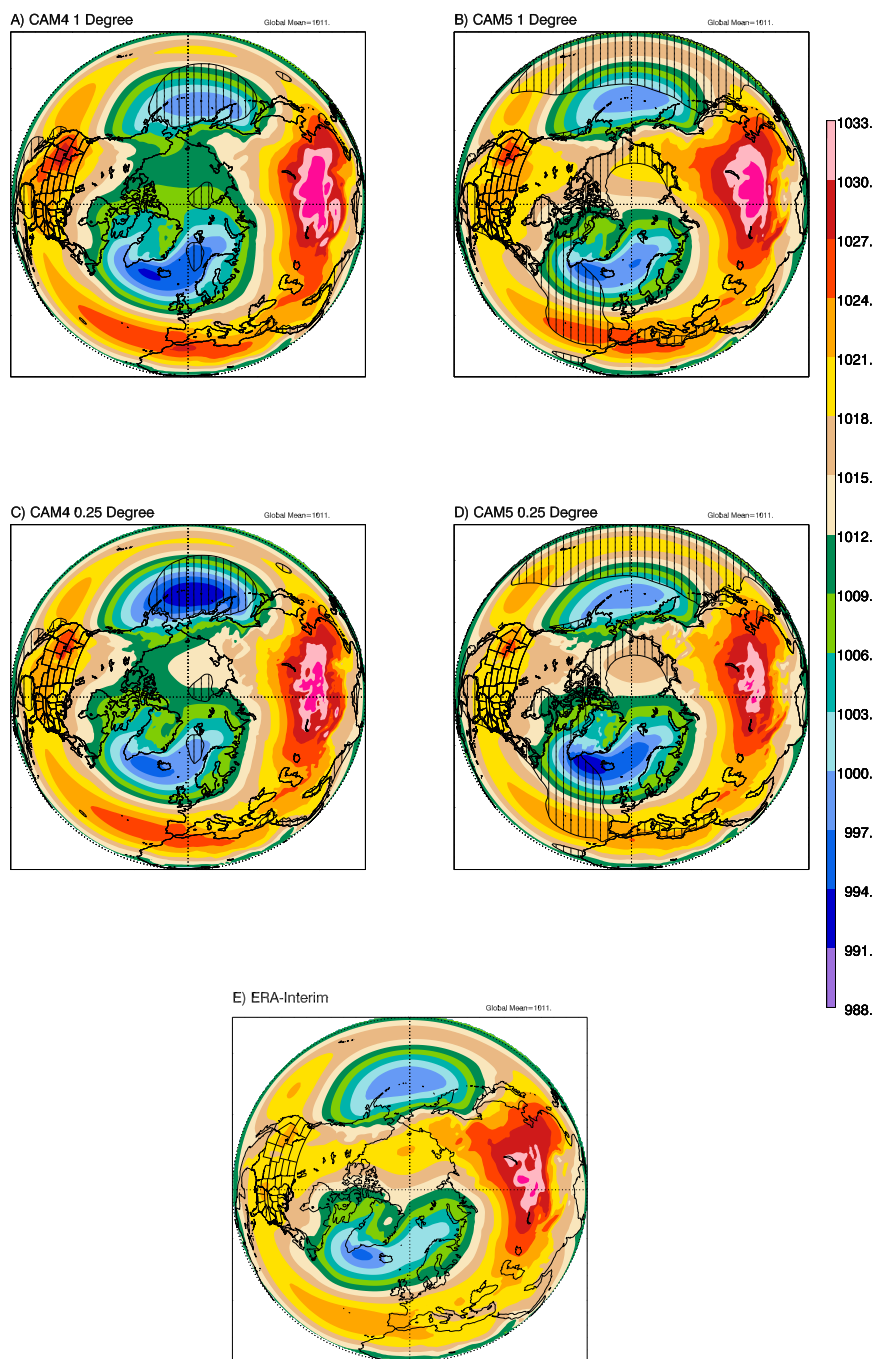 A) CAM4 1 Degree
Global Mean=1011.
B) CAM5 1 Degree
Global Mean=1011.
1033.
1030.
1027.
1024.
1021.
1018.
1015.
1012.
1009.
1006.
1003.
1000.
997.
994.
991.
988.
C) CAM4 0.25 Degree
Global Mean=1011.
D) CAM5 0.25 Degree
Global Mean=1011.
E) ERA-Interim
Global Mean=1011.